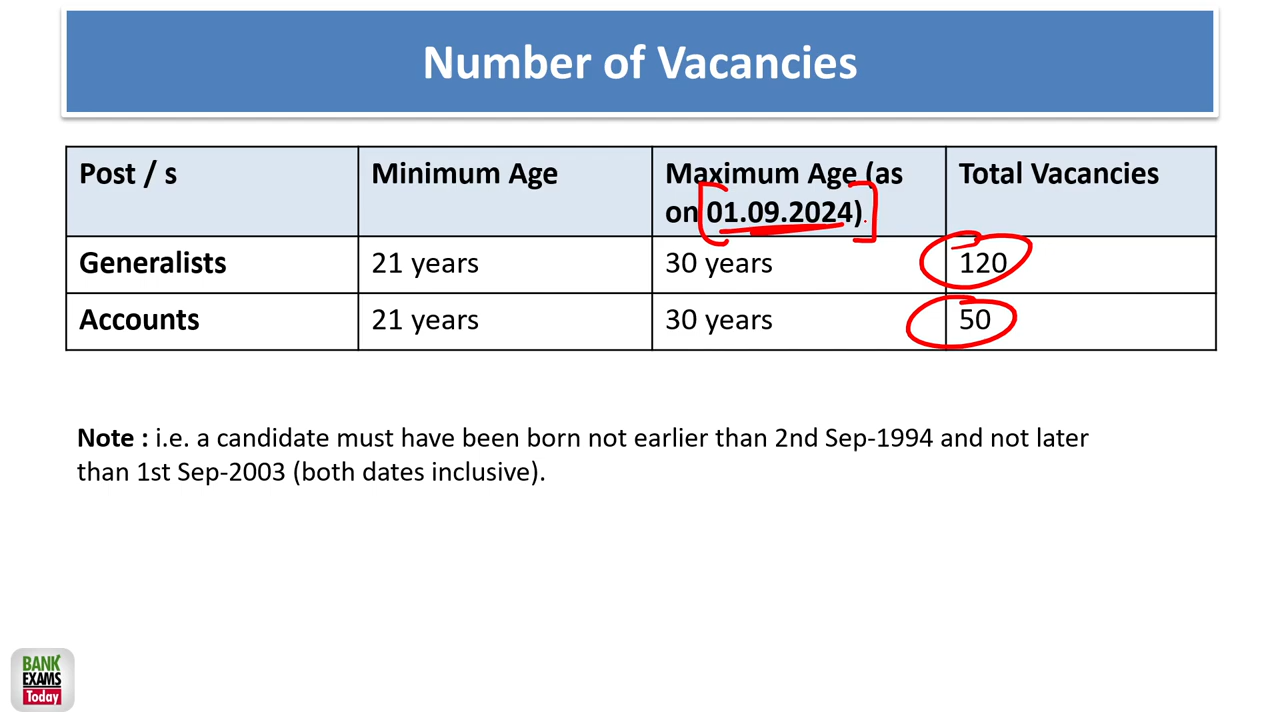 Number of Vacancies
Post / s
Minimum Age
Maximum Age (as
on 01.09.2024)
Total Vacancies
Generalists
21 years
30 years
120
Accounts
21 years
30 years
50
Note : i.e. a candidate must have been born not earlier than 2nd Sep-1994 and not later
than 1st Sep-2003 (both dates inclusive).
BANK
EXAMS
Today